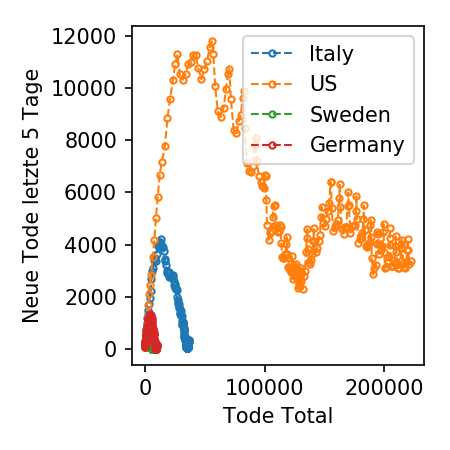 12000
10000
8000
6000
4000
2000
0
Neue Tode letzte 5 Tage
Italy
US
Sweden
Germany
0 100000 200000
Tode Total